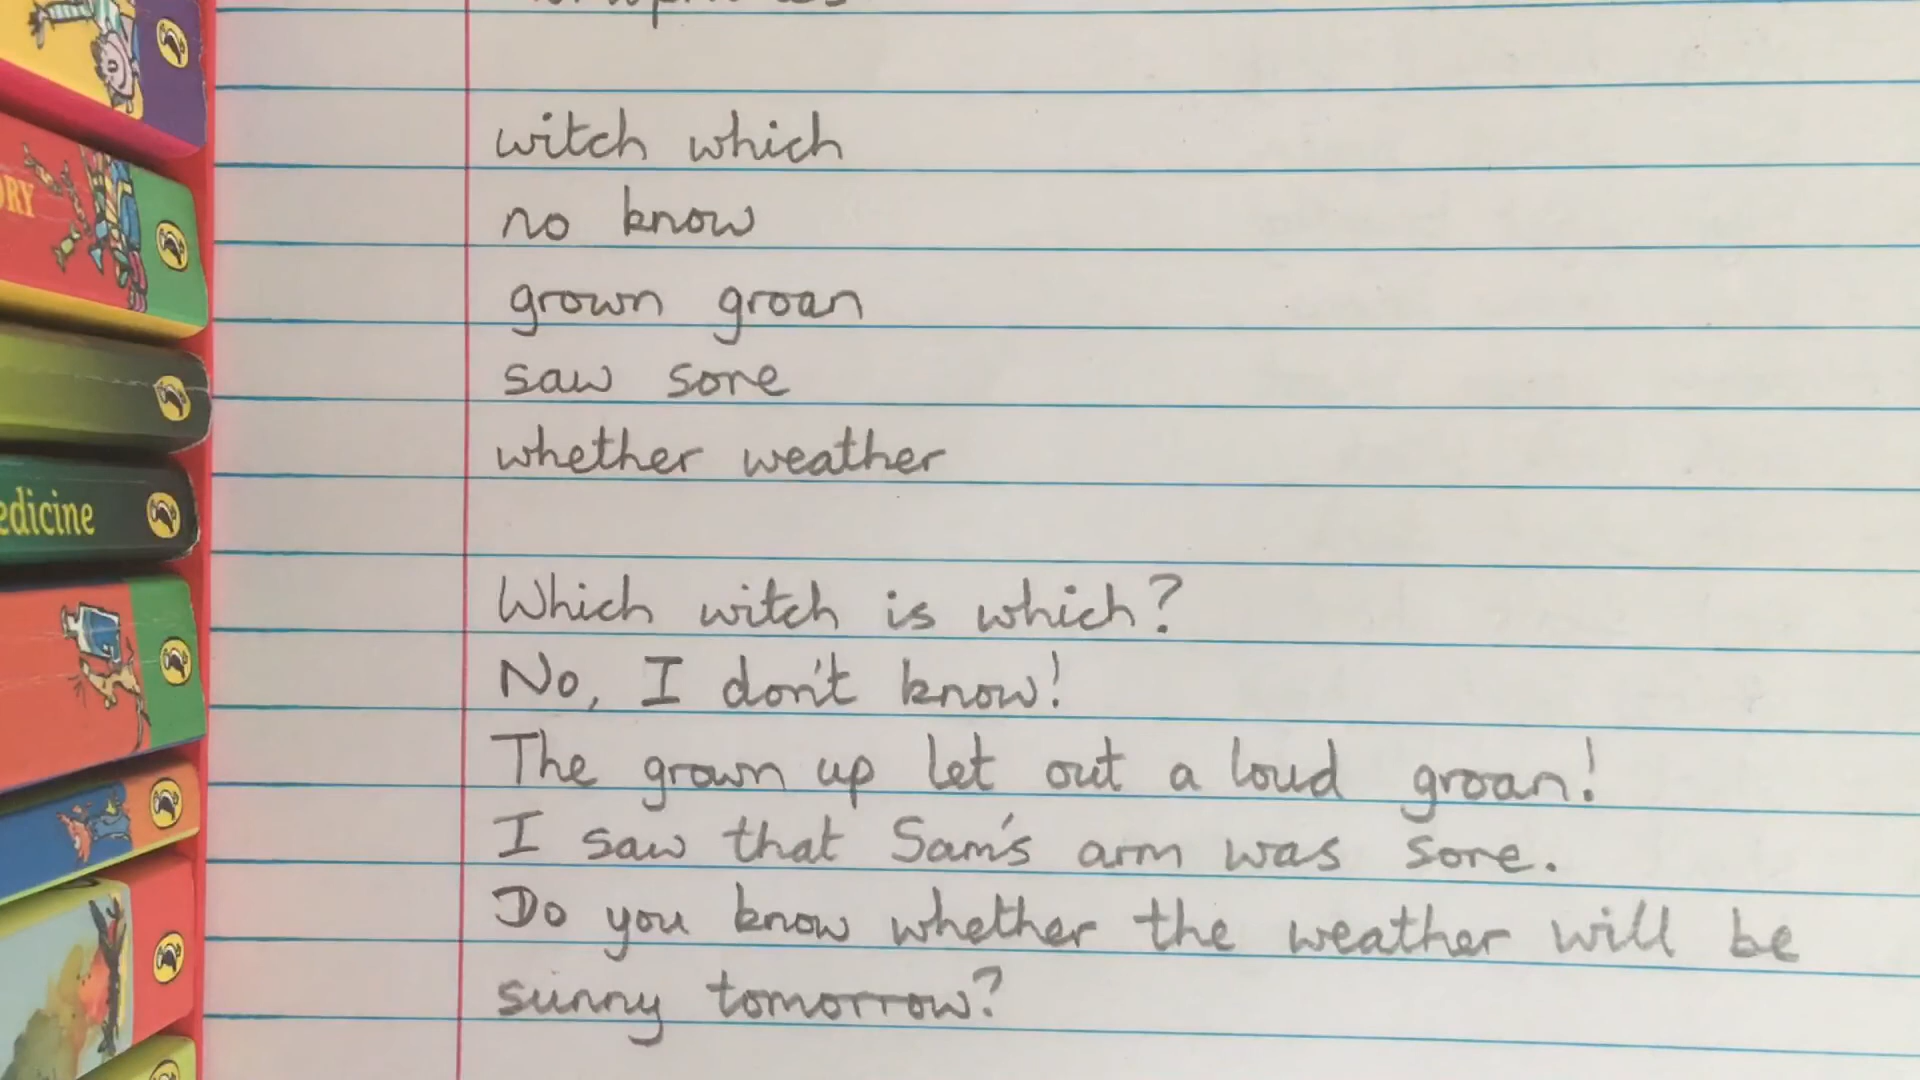 witch which
no know
grown groan
saw sore
whether weather
Which witch is which?
No, I don't know!
The grown up let out a loud groan!
I saw that Sam's arm was sore.
Do you know whether the weather will be
sunny tomorrow?